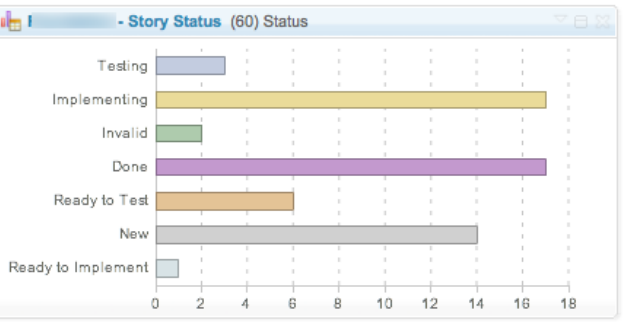 - Story Status (60) Status
Testing
Implementing
Invalid
Done
Ready to Test
New
Ready to Implement
0 2 4 6 8 10 12 14 16 18